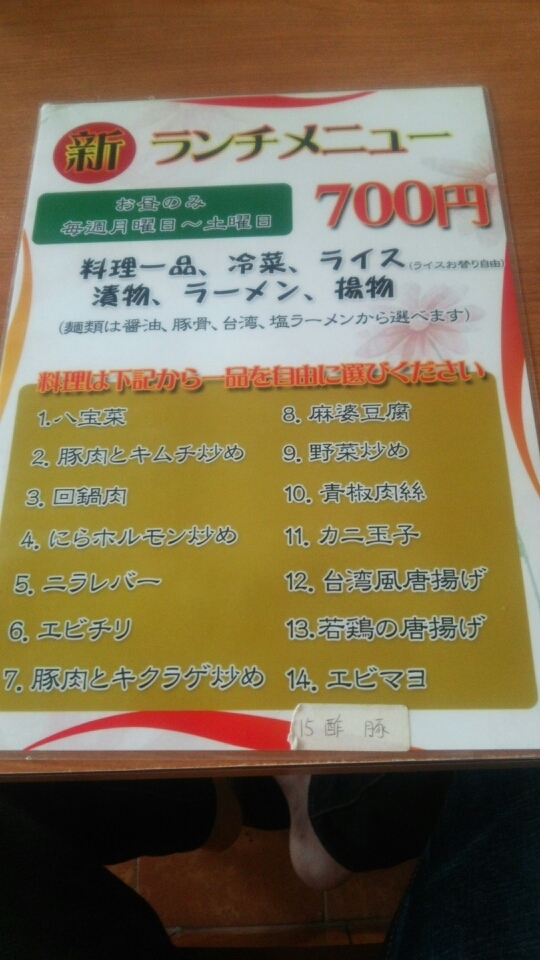 新 ランチメニュー
お昼のみ
毎週月曜日～土曜日
700円
料理一品、冷菜、ライス(ライスお替り自由)
漬物、ラーメン、揚物
(麺類は醤油、豚骨、台湾、塩ラーメンから選べます)
料理は下記から一品を自由に選びください
1.八宝菜
2.豚肉とキムチ炒め
3.回鍋肉
4.にらホルモン炒め
5.ニラレバー
6.エビチリ
7.豚肉とキクラゲ炒め
8.麻婆豆腐
9.野菜炒め
10.青椒肉絲
11.カニ玉子
12.台湾風唐揚げ
13.若鶏の唐揚げ
14.エビマヨ
15 酢 豚